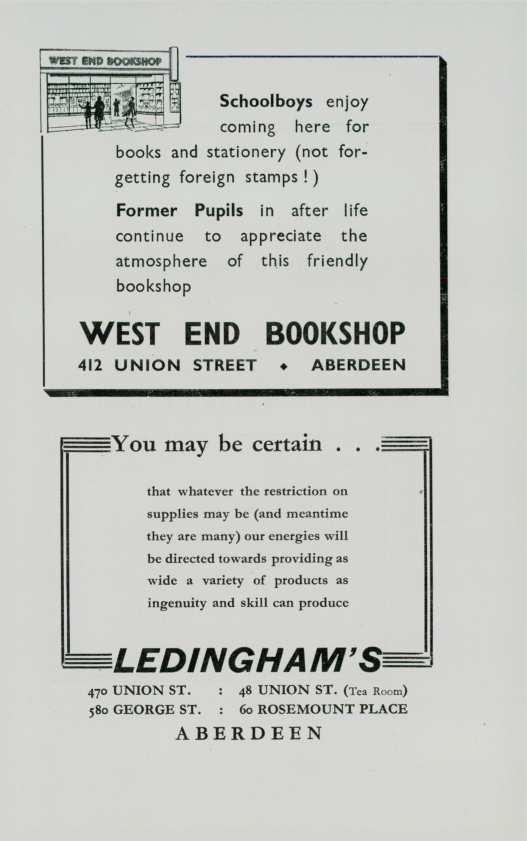 WEST END BOOKSHOP
Schoolboys enjoy
coming here for
books and stationery (not for-
getting foreign stamps ! )
Former Pupils in after life
continue to appreciate the
atmosphere of this friendly
bookshop
WEST END BOOKSHOP
412 UNION STREET ♦ ABERDEEN
You may be certain . . .
that whatever the restriction on
supplies may be (and meantime
they are many) our energies will
be directed towards providing as
wide a variety of products as
ingenuity and skill can produce
LEDINGHAM'S
470 UNION ST. : 48 UNION ST. (Tea Room)
580 GEORGE ST. : 60 ROSEMOUNT PLACE
ABERDEEN